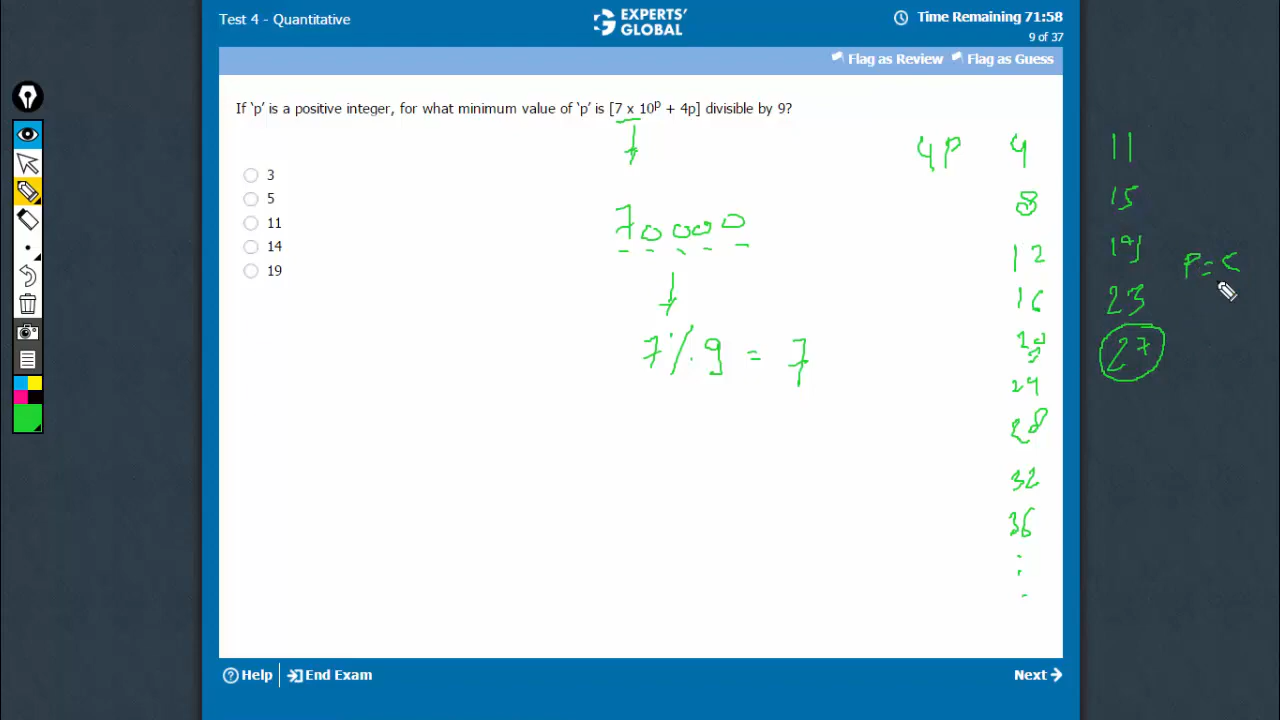 Test 4 - Quantitative
EXPERTS'
GLOBAL
Time Remaining 71:58
9 of 37
Flag as Review
Flag as Guess
If 'p' is a positive integer, for what minimum value of 'p' is [7 x 10ᵖ + 4p] divisible by 9?
3
5
11
14
19
70000
7%9 = 7
4P
4
8
12
16
20
24
28
32
36
11
15
19
23
27
P=
Help
End Exam
Next